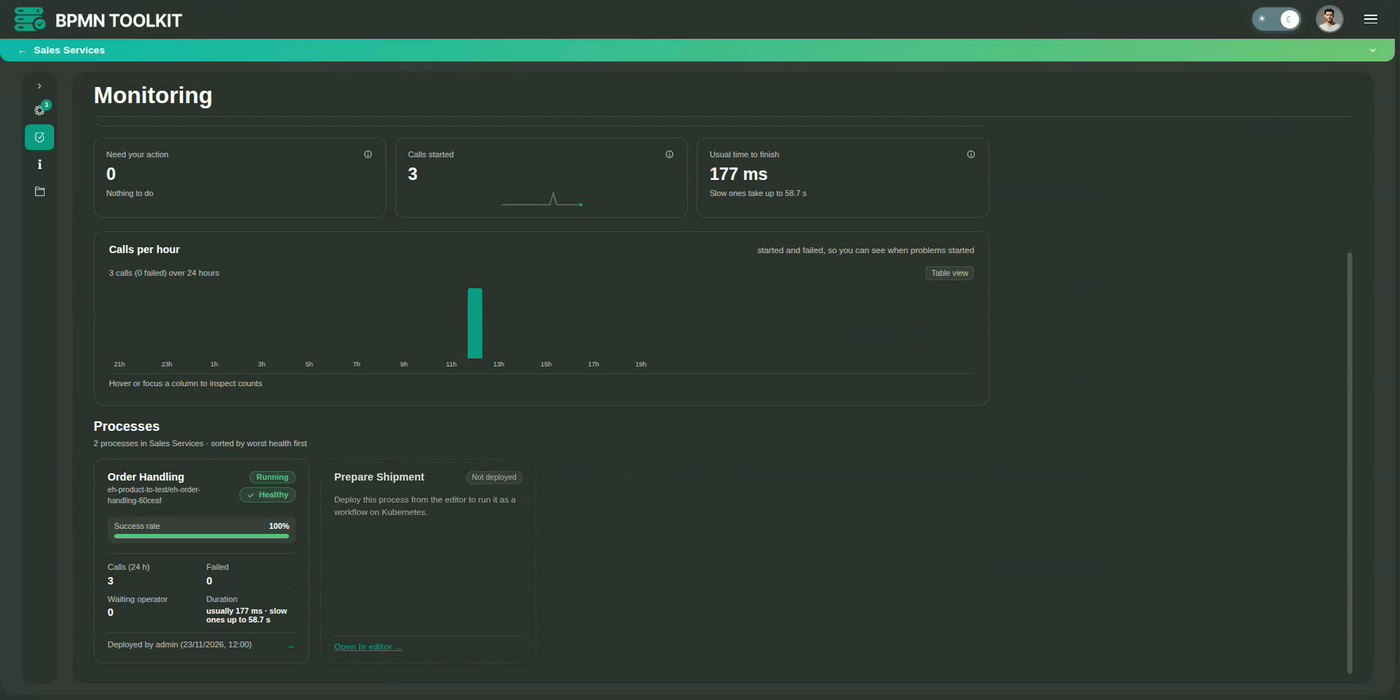 BPMN TOOLKIT
← Sales Services
Monitoring
1
Need your action
0
Nothing to do
Calls started
3
Usual time to finish
177 ms
Slow ones take up to 58.7 s
Calls per hour
started and failed, so you can see when problems started
3 calls (0 failed) over 24 hours
Table view
21h 23h 1h 3h 5h 7h 9h 11h 13h 15h 17h 19h
Hover or focus a column to inspect counts
Processes
2 processes in Sales Services · sorted by worst health first
Order Handling
Running
eh-product-to-test/eh-order-
handling-60ceaf
Healthy
Success rate 100%
Calls (24 h) Failed
3 0
Waiting operator Duration
0
usually 177 ms · slow
ones up to 58.7 s
Deployed by admin (23/11/2026, 12:00) →
Prepare Shipment
Not deployed
Deploy this process from the editor to run it as a
workflow on Kubernetes.
Open in editor →